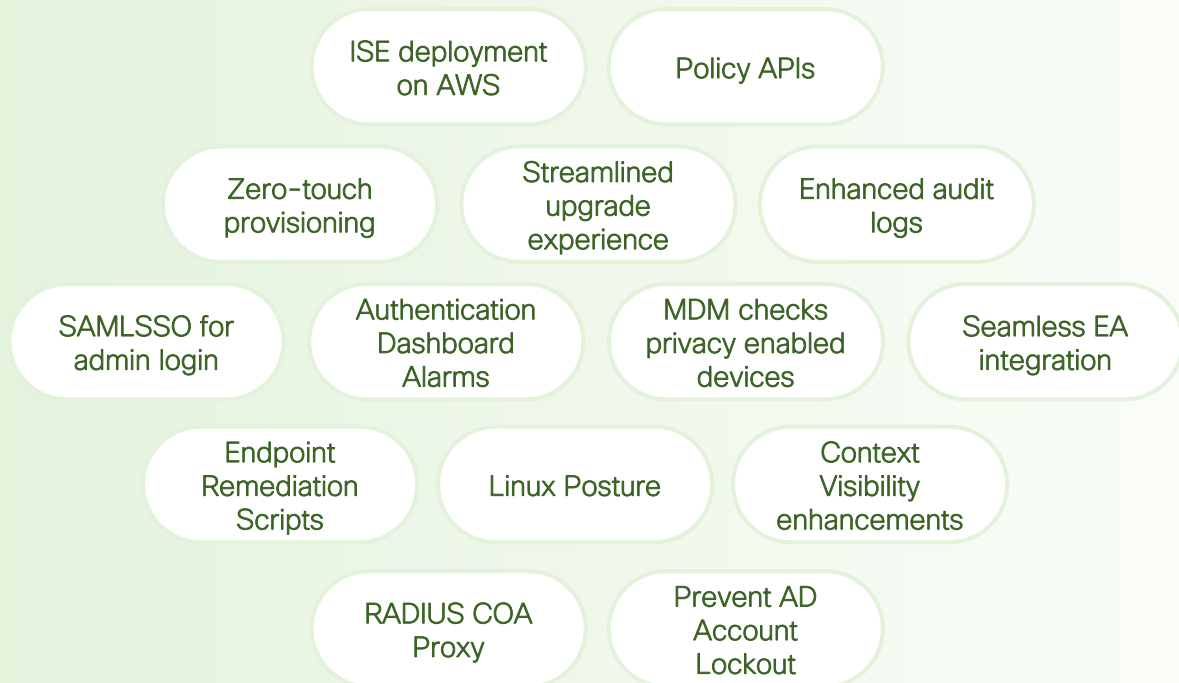 ISE deployment
on AWS
Policy APIs
Zero-touch
provisioning
Streamlined
upgrade
experience
Enhanced audit
logs
SAMLSSO for
admin login
Authentication
Dashboard
Alarms
MDM checks
privacy enabled
devices
Seamless EA
integration
Endpoint
Remediation
Scripts
Linux Posture
Context
Visibility
enhancements
RADIUS COA
Proxy
Prevent AD
Account
Lockout